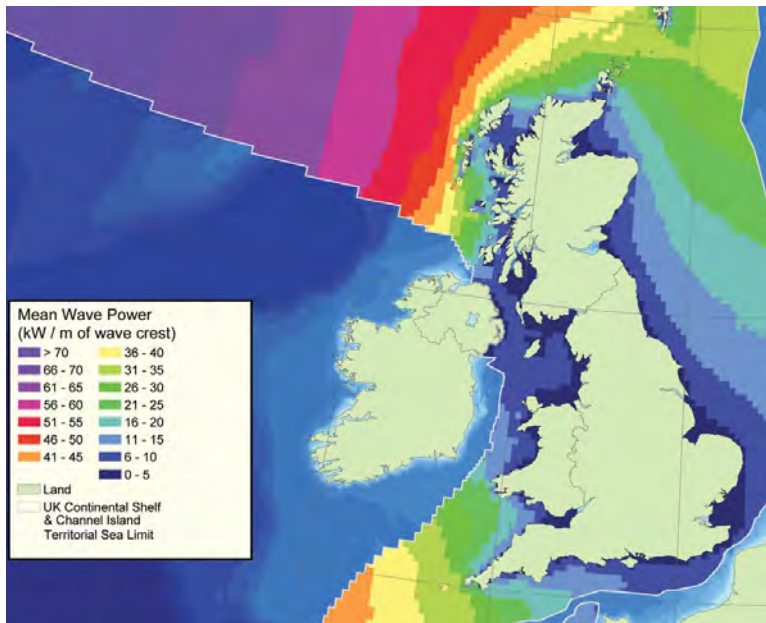 Mean Wave Power
(kW / m of wave crest)
> 70
66 - 70
61 - 65
56 - 60
51 - 55
46 - 50
41 - 45
36 - 40
31 - 35
26 - 30
21 - 25
16 - 20
11 - 15
6 - 10
0 - 5
Land
UK Continental Shelf
& Channel Island
Territorial Sea Limit